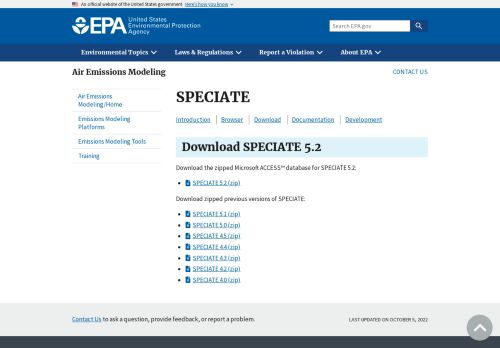 An official website of the United States government Here's how you know
EPA United States
Environmental Protection
Agency
Search EPA.gov
Environmental Topics Laws & Regulations Report a Violation About EPA
Air Emissions Modeling
CONTACT US
Air Emissions
Modeling/Home
Emissions Modeling
Platforms
Emissions Modeling Tools
Training
SPECIATE
Introduction Browser Download Documentation Development
Download SPECIATE 5.2
Download the zipped Microsoft ACCESS™ database for SPECIATE 5.2:
SPECIATE 5.2 (zip)
Download zipped previous versions of SPECIATE:
SPECIATE 5.1 (zip)
SPECIATE 5.0 (zip)
SPECIATE 4.5 (zip)
SPECIATE 4.4 (zip)
SPECIATE 4.3 (zip)
SPECIATE 4.2 (zip)
SPECIATE 4.0 (zip)
Contact Us to ask a question, provide feedback, or report a problem.
LAST UPDATED ON OCTOBER 5, 2022